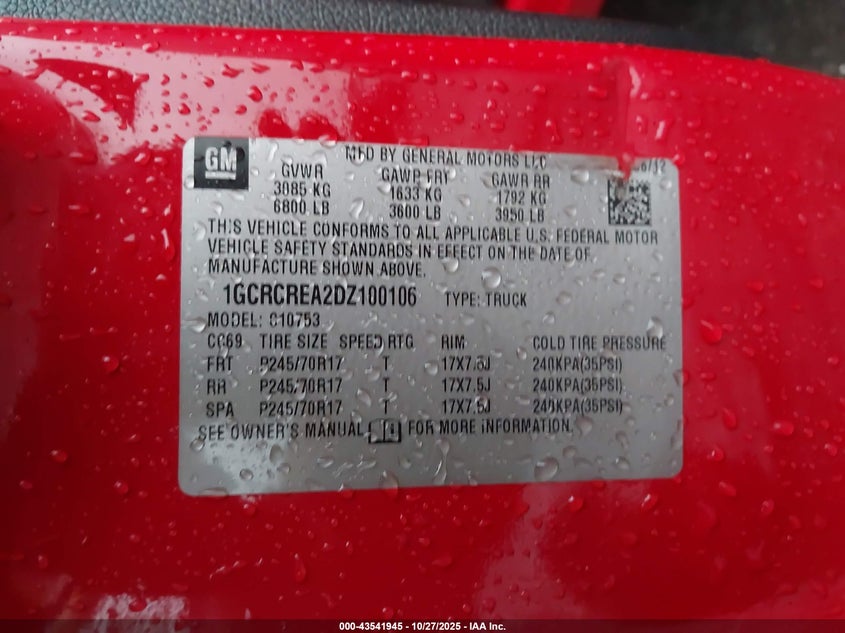 GM
MFD BY GENERAL MOTORS LLC
GVWR GAWR FRT GAWR RR
3085 KG 1633 KG 1792 KG
6800 LB 3600 LB 3950 LB
THIS VEHICLE CONFORMS TO ALL APPLICABLE U.S. FEDERAL MOTOR
VEHICLE SAFETY STANDARDS IN EFFECT ON THE DATE OF
MANUFACTURE SHOWN ABOVE.
1GCRCREA2DZ100106 TYPE: TRUCK
MODEL: C10753
CC69 TIRE SIZE SPEED RTG RIM COLD TIRE PRESSURE
FRT P245/70R17 T 17X7.5J 240KPA(35PSI)
RR P245/70R17 T 17X7.5J 240KPA(35PSI)
SPA P245/70R17 T 17X7.5J 240KPA(35PSI)
SEE OWNER'S MANUAL FOR MORE INFORMATION.
000-43541945 - 10/27/2025 - IAA Inc.